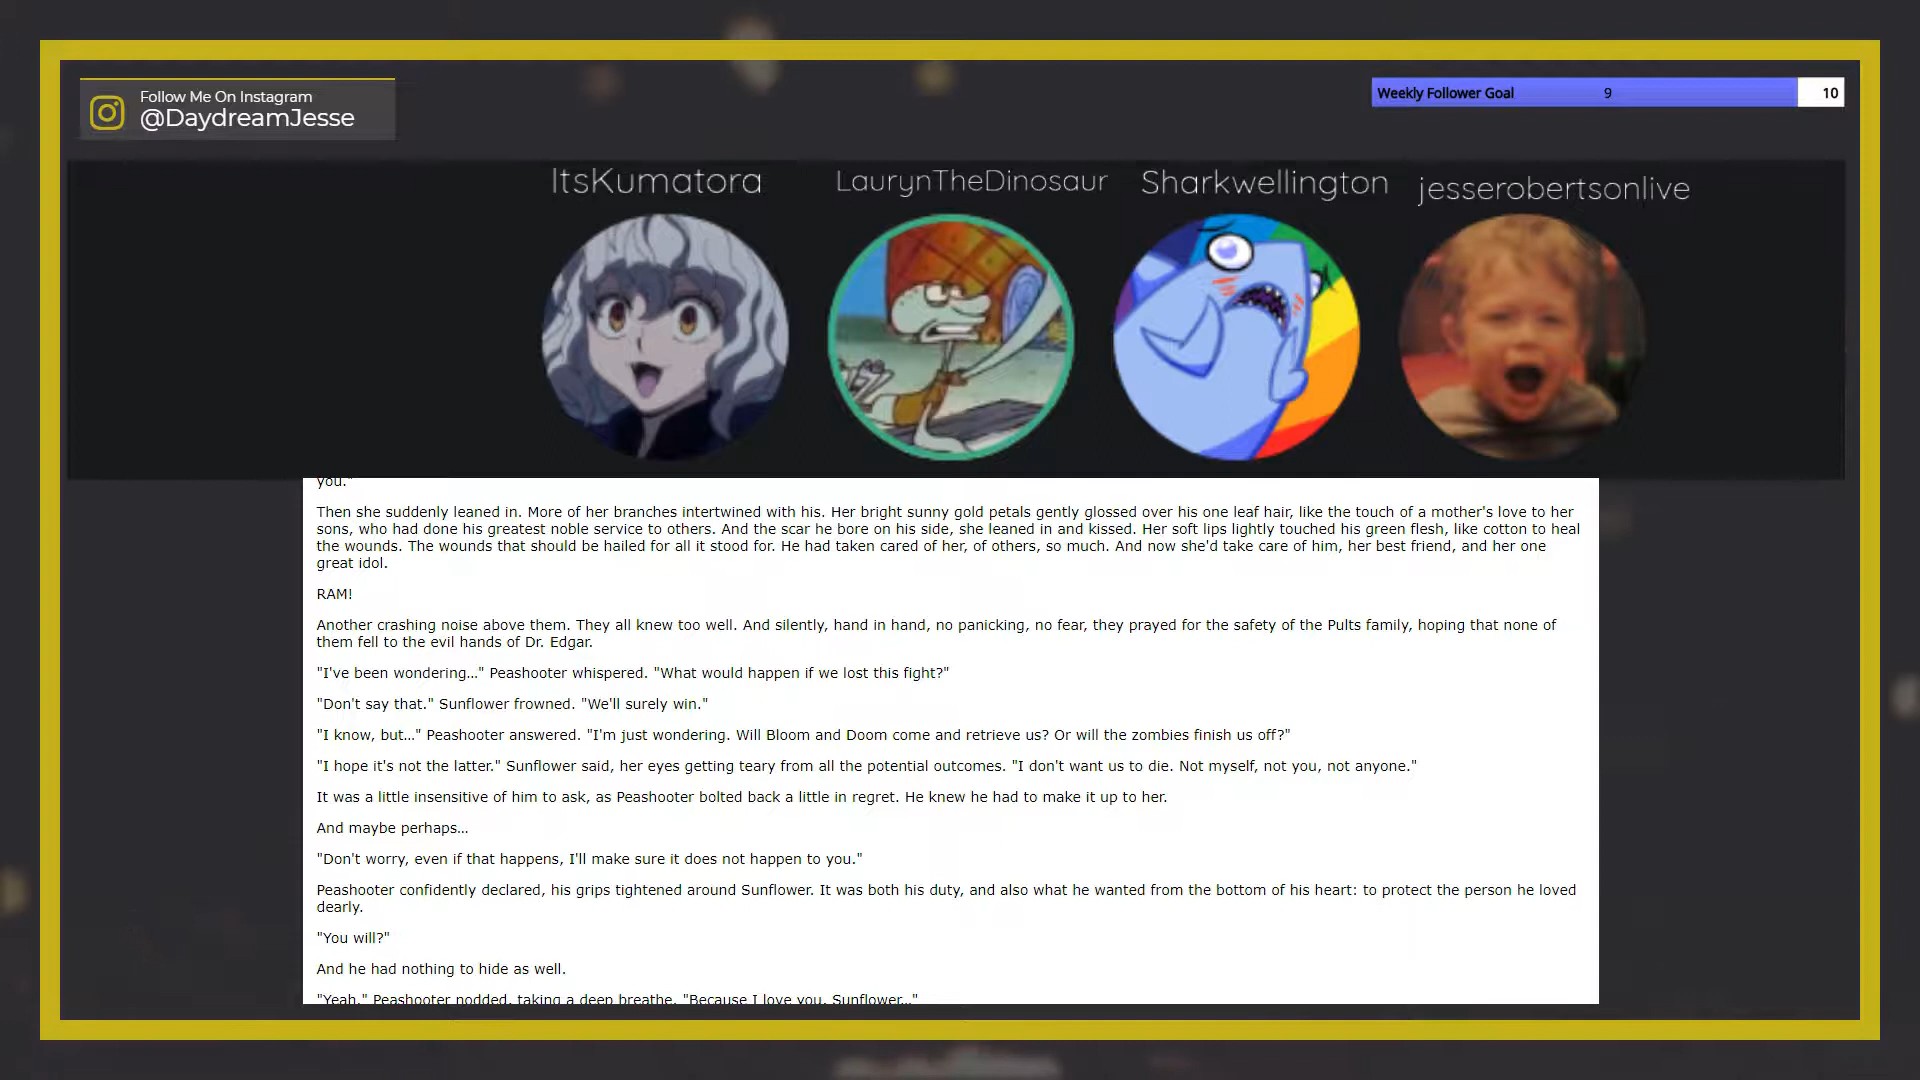 Follow Me On Instagram
@DaydreamJesse
Weekly Follower Goal 9 10
ItsKumatora LaurynTheDinosaur Sharkwellington jesserobertsonlive
you."
Then she suddenly leaned in. More of her branches intertwined with his. Her bright sunny gold petals gently glossed over his one leaf hair, like the touch of a mother's love to her
sons, who had done his greatest noble service to others. And the scar he bore on his side, she leaned in and kissed. Her soft lips lightly touched his green flesh, like cotton to heal
the wounds. The wounds that should be hailed for all it stood for. He had taken cared of her, of others, so much. And now she'd take care of him, her best friend, and her one
great idol.
RAM!
Another crashing noise above them. They all knew too well. And silently, hand in hand, no panicking, no fear, they prayed for the safety of the Pults family, hoping that none of
them fell to the evil hands of Dr. Edgar.
"I've been wondering…" Peashooter whispered. "What would happen if we lost this fight?"
"Don't say that." Sunflower frowned. "We'll surely win."
"I know, but…" Peashooter answered. "I'm just wondering. Will Bloom and Doom come and retrieve us? Or will the zombies finish us off?"
"I hope it's not the latter." Sunflower said, her eyes getting teary from all the potential outcomes. "I don't want us to die. Not myself, not you, not anyone."
It was a little insensitive of him to ask, as Peashooter bolted back a little in regret. He knew he had to make it up to her.
And maybe perhaps…
"Don't worry, even if that happens, I'll make sure it does not happen to you."
Peashooter confidently declared, his grips tightened around Sunflower. It was both his duty, and also what he wanted from the bottom of his heart: to protect the person he loved
dearly.
"You will?"
And he had nothing to hide as well.
"Yeah." Peashooter nodded, taking a deep breathe. "Because I love you, Sunflower…"